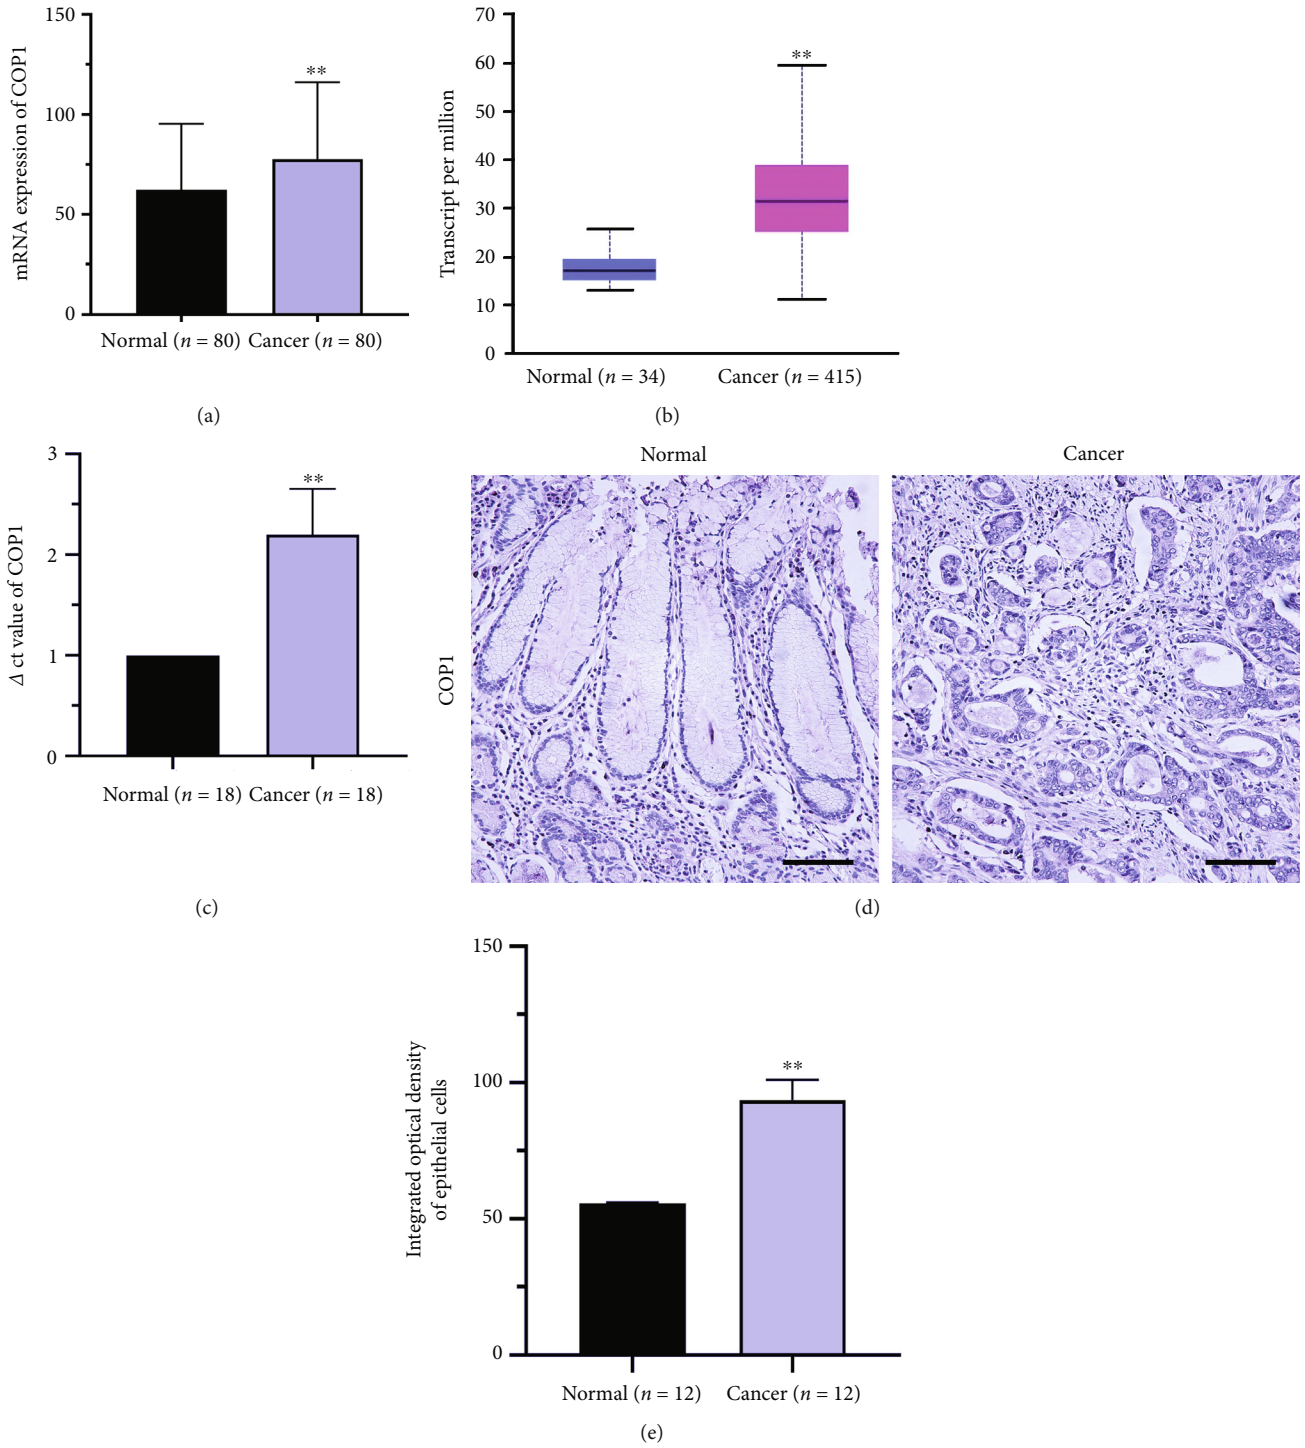 150
100
50
0
mRNA expression of COP1
**
Normal (n = 80) Cancer (n = 80)
(a)
70
60
50
40
30
20
10
0
Transcript per million
**
Normal (n = 34) Cancer (n = 415)
(b)
3
2
1
0
Δ ct value of COP1
**
Normal (n = 18) Cancer (n = 18)
(c)
Normal Cancer
COP1
(d)
150
100
50
0
Integrated optical density
of epithelial cells
**
Normal (n = 12) Cancer (n = 12)
(e)